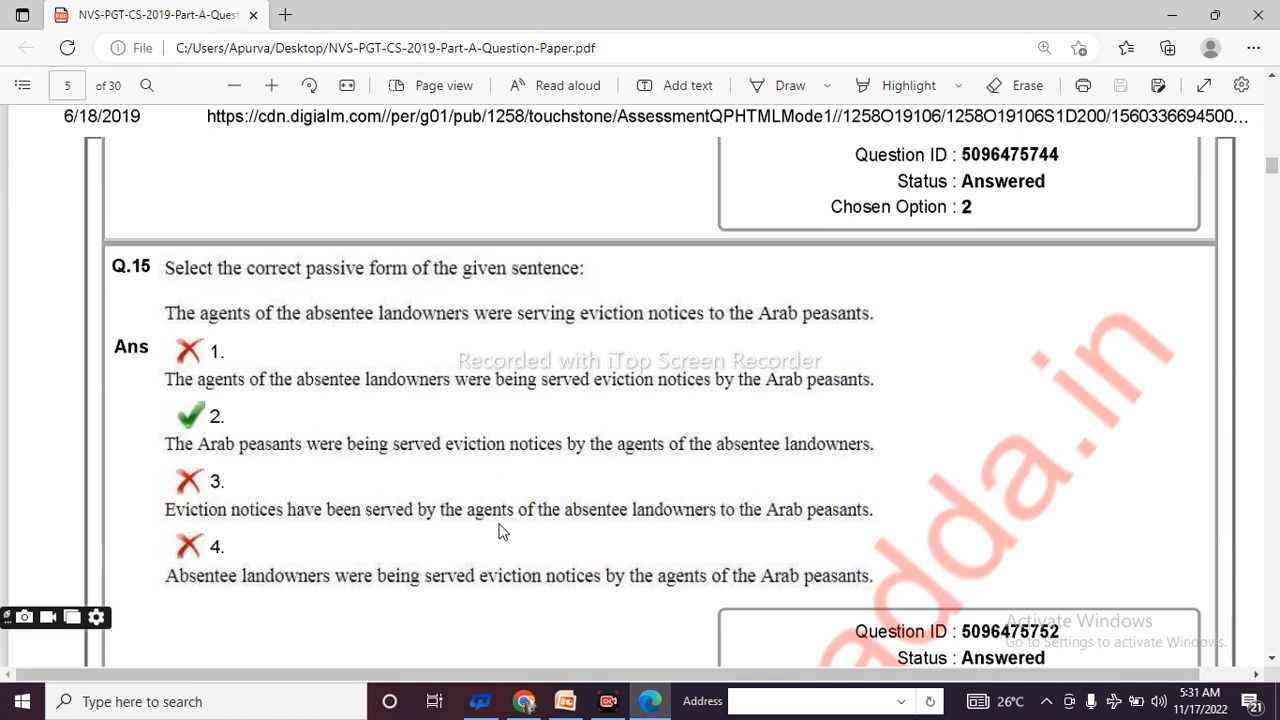 NVS-PGT-CS-2019-Part-A-Quest
File C:/Users/Apurva/Desktop/NVS-PGT-CS-2019-Part-A-Question-Paper.pdf
5 of 30 Page view Read aloud Add text Draw Highlight Erase
6/18/2019 https://cdn.digialm.com//per/g01/pub/1258/touchstone/AssessmentQPHTMLMode1//1258O19106/1258O19106S1D200/1560336694500...
Question ID : 5096475744
Status : Answered
Chosen Option : 2
Q.15 Select the correct passive form of the given sentence:
The agents of the absentee landowners were serving eviction notices to the Arab peasants.
Ans 1.
Recorded with iTop Screen Recorder
The agents of the absentee landowners were being served eviction notices by the Arab peasants.
2.
The Arab peasants were being served eviction notices by the agents of the absentee landowners.
3.
Eviction notices have been served by the agents of the absentee landowners to the Arab peasants.
4.
Absentee landowners were being served eviction notices by the agents of the Arab peasants.
adda.in
Activate Windows
Question ID : 5096475752
Go to Settings to activate Windows.
Status : Answered
Type here to search Address 26°C 5:31 AM
11/17/2022 21